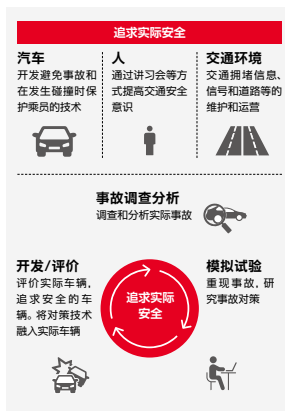 追求实际安全
汽车
开发避免事故和
在发生碰撞时保
护乘员的技术
人
通过讲习会等方
式提高交通安全
意识
交通环境
交通拥堵信息、
信号和道路等的
维护和运营
事故调查分析
调查和分析实际事故
开发/评价
评价实际车辆，
追求安全的车
辆。将对策技术
融入实际车辆
追求实际
安全
模拟试验
重现事故，研
究事故对策